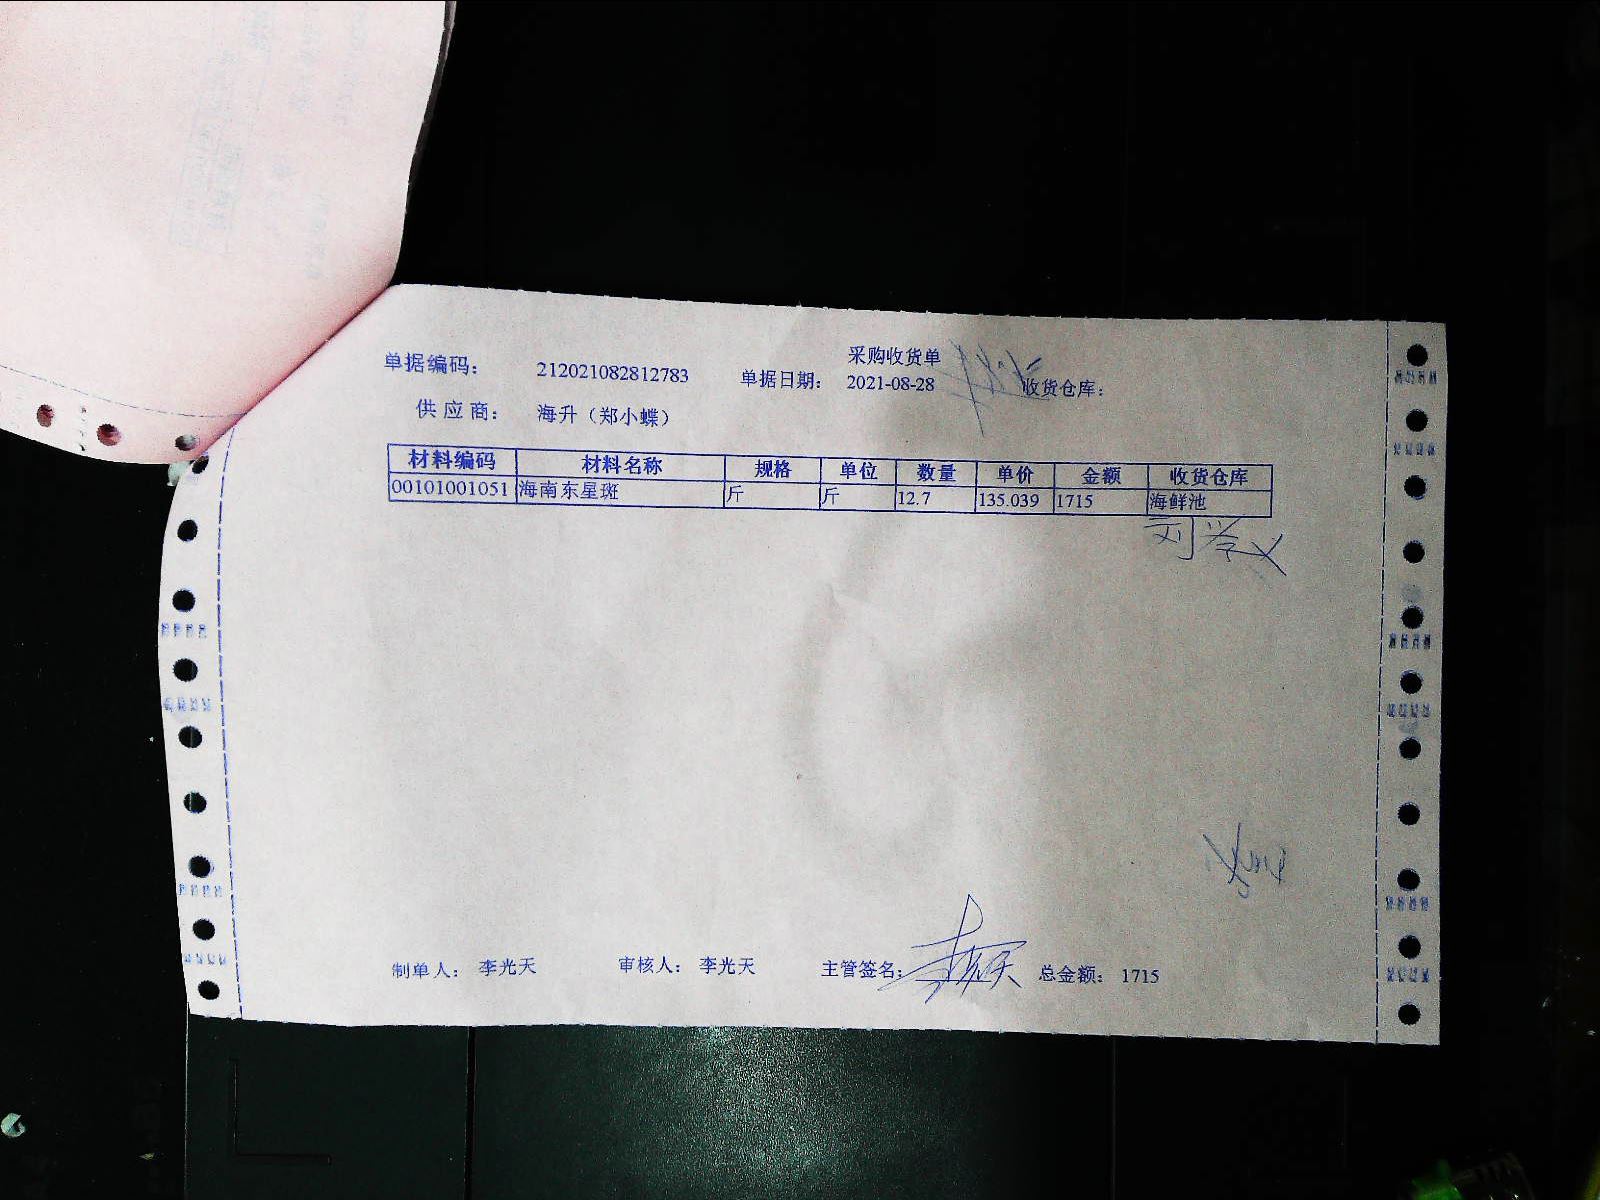 采购收货单
单据编码： 212021082812783 单据日期： 2021-08-28 收货仓库：
供应商： 海升（郑小蝶）
材料编码 材料名称 规格 单位 数量 单价 金额 收货仓库
00101001051 海南东星斑 斤 斤 12.7 135.039 1715 海鲜池
制单人： 李光天 审核人： 李光天 主管签名： 李光天 总金额： 1715